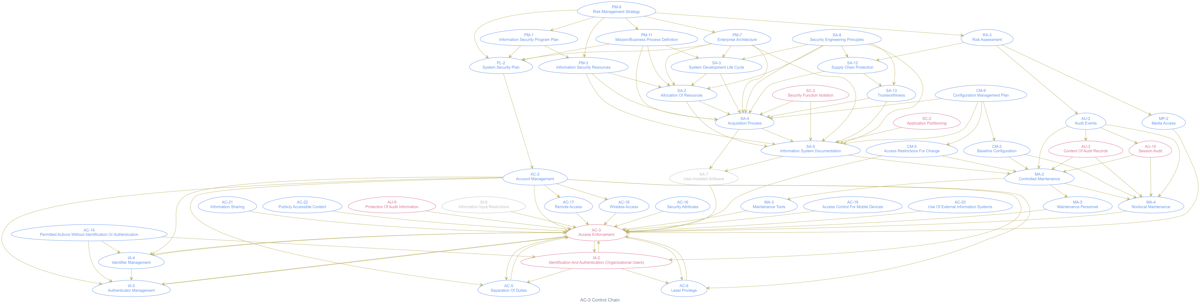 PM-9
Risk Management Strategy
PM-1
Information Security Program Plan
PM-11
Mission/Business Process Definition
PM-7
Enterprise Architecture
SA-8
Security Engineering Principles
RA-3
Risk Assessment
PL-2
System Security Plan
PM-3
Information Security Resources
SA-3
System Development Life Cycle
SA-12
Supply Chain Protection
SA-2
Allocation Of Resources
SC-3
Security Function Isolation
SA-13
Trustworthiness
CM-9
Configuration Management Plan
SA-4
Acquisition Process
SC-2
Application Partitioning
AU-2
Audit Events
MP-2
Media Access
SA-5
Information System Documentation
CM-5
Access Restrictions For Change
CM-2
Baseline Configuration
AU-3
Content Of Audit Records
AU-14
Session Audit
AC-2
Account Management
SA-7
User-Installed Software
MA-2
Controlled Maintenance
AC-21
Information Sharing
AC-22
Publicly Accessible Content
AU-9
Protection Of Audit Information
SI-9
Information Input Restrictions
AC-17
Remote Access
AC-18
Wireless Access
AC-16
Security Attributes
MA-3
Maintenance Tools
AC-19
Access Control For Mobile Devices
AC-20
Use Of External Information Systems
MA-5
Maintenance Personnel
MA-4
Nonlocal Maintenance
AC-14
Permitted Actions Without Identification Or Authentication
AC-3
Access Enforcement
IA-4
Identifier Management
IA-2
Identification And Authentication (Organizational Users)
IA-5
Authenticator Management
AC-5
Separation Of Duties
AC-6
Least Privilege
AC-3 Control Chain